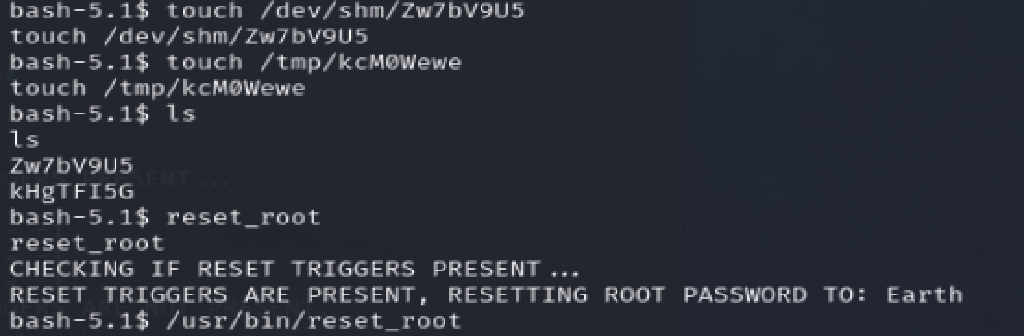 bash-5.1$ touch /dev/shm/Zw7bV9U5
touch /dev/shm/Zw7bV9U5
bash-5.1$ touch /tmp/kcM0Wewe
touch /tmp/kcM0Wewe
bash-5.1$ ls
ls
Zw7bV9U5
kHgTFI5G
bash-5.1$ reset_root
reset_root
CHECKING IF RESET TRIGGERS PRESENT...
RESET TRIGGERS ARE PRESENT, RESETTING ROOT PASSWORD TO: Earth
bash-5.1$ /usr/bin/reset_root